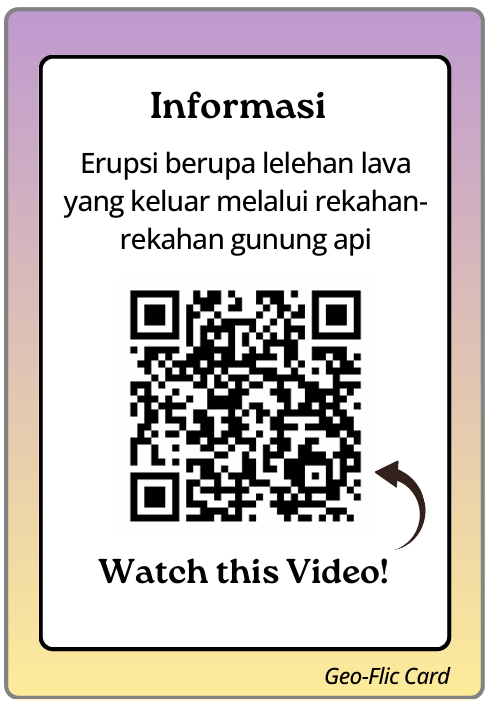 Informasi
Erupsi berupa lelehan lava
yang keluar melalui rekahan-
rekahan gunung api
Watch this Video!
Geo-Flic Card